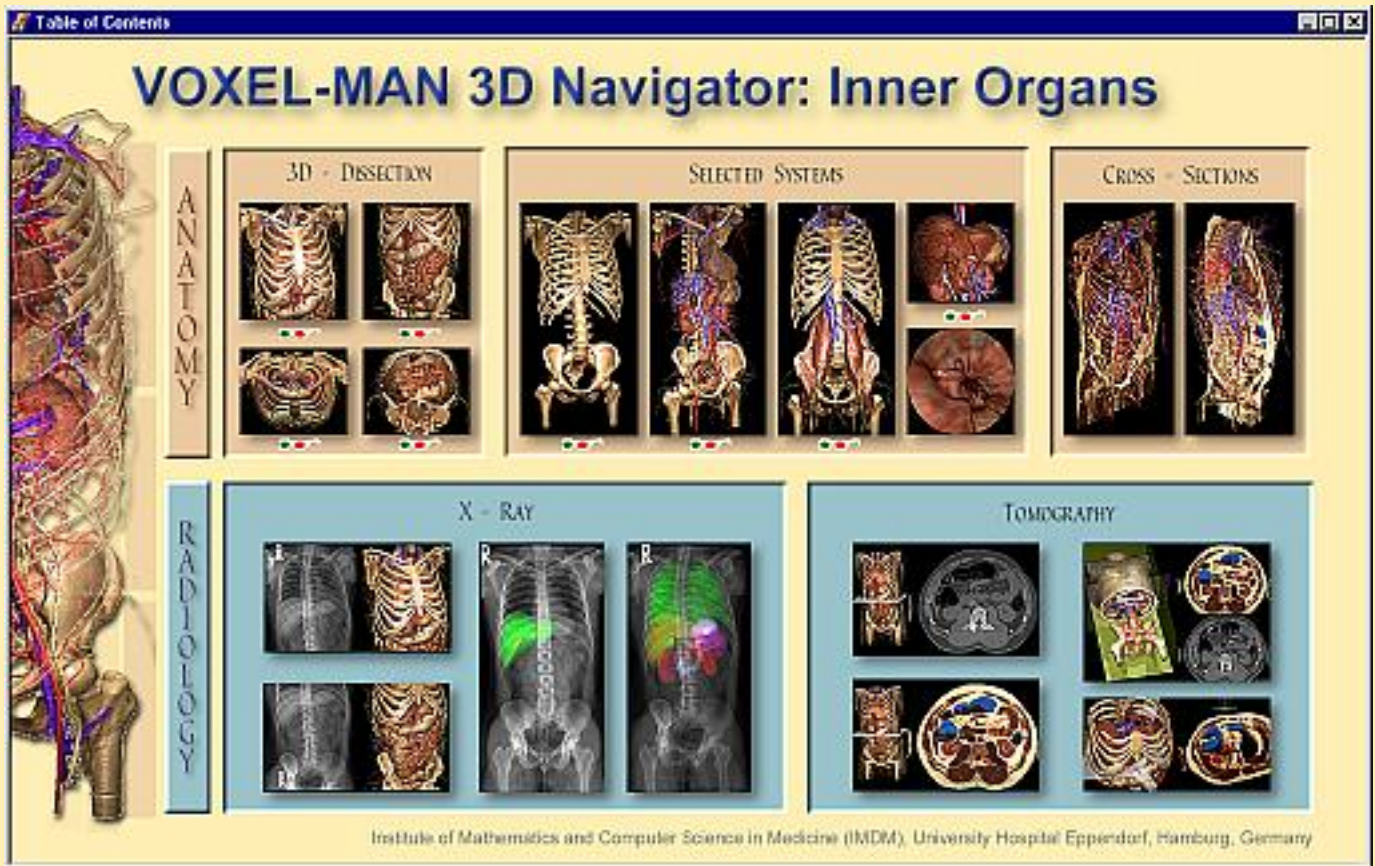 Table of Contents
VOXEL-MAN 3D Navigator: Inner Organs
ANATOMY
3D - DISSECTION
SELECTED SYSTEMS
CROSS - SECTIONS
RADIOLOGY
X - RAY
R
R
R
TOMOGRAPHY
Institute of Mathematics and Computer Science in Medicine (IMDM), University Hospital Eppendorf, Hamburg, Germany